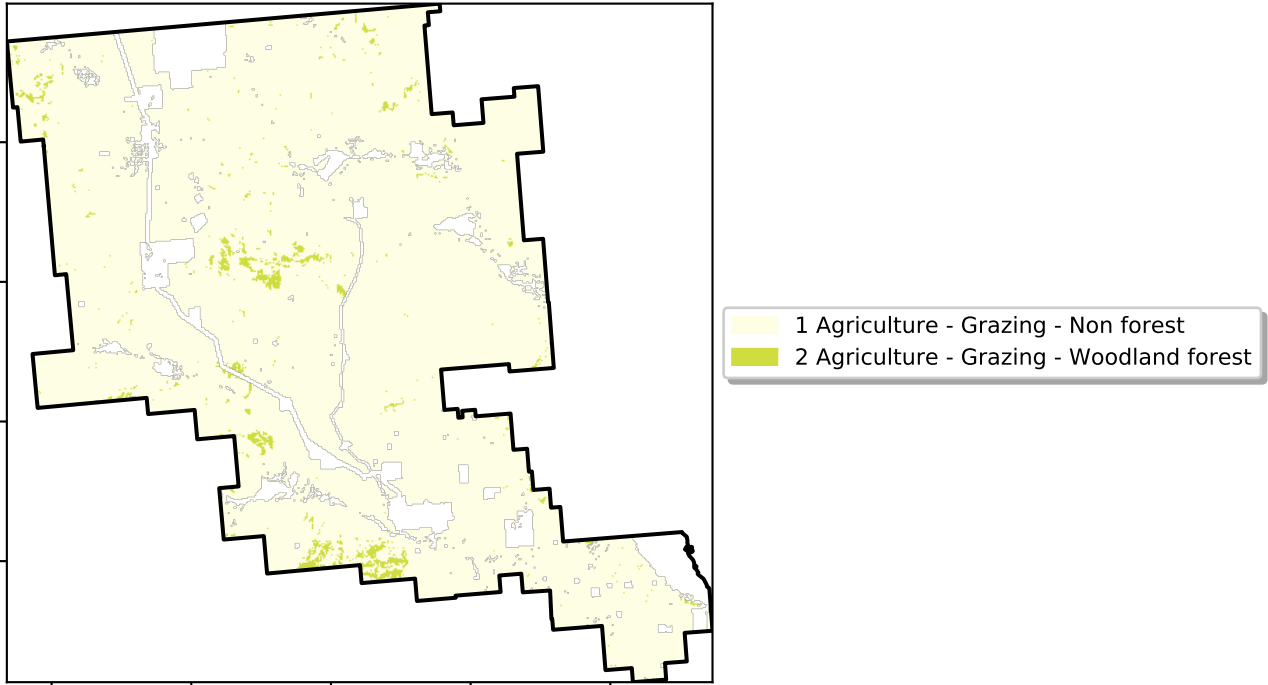 1 Agriculture - Grazing - Non forest
2 Agriculture - Grazing - Woodland forest